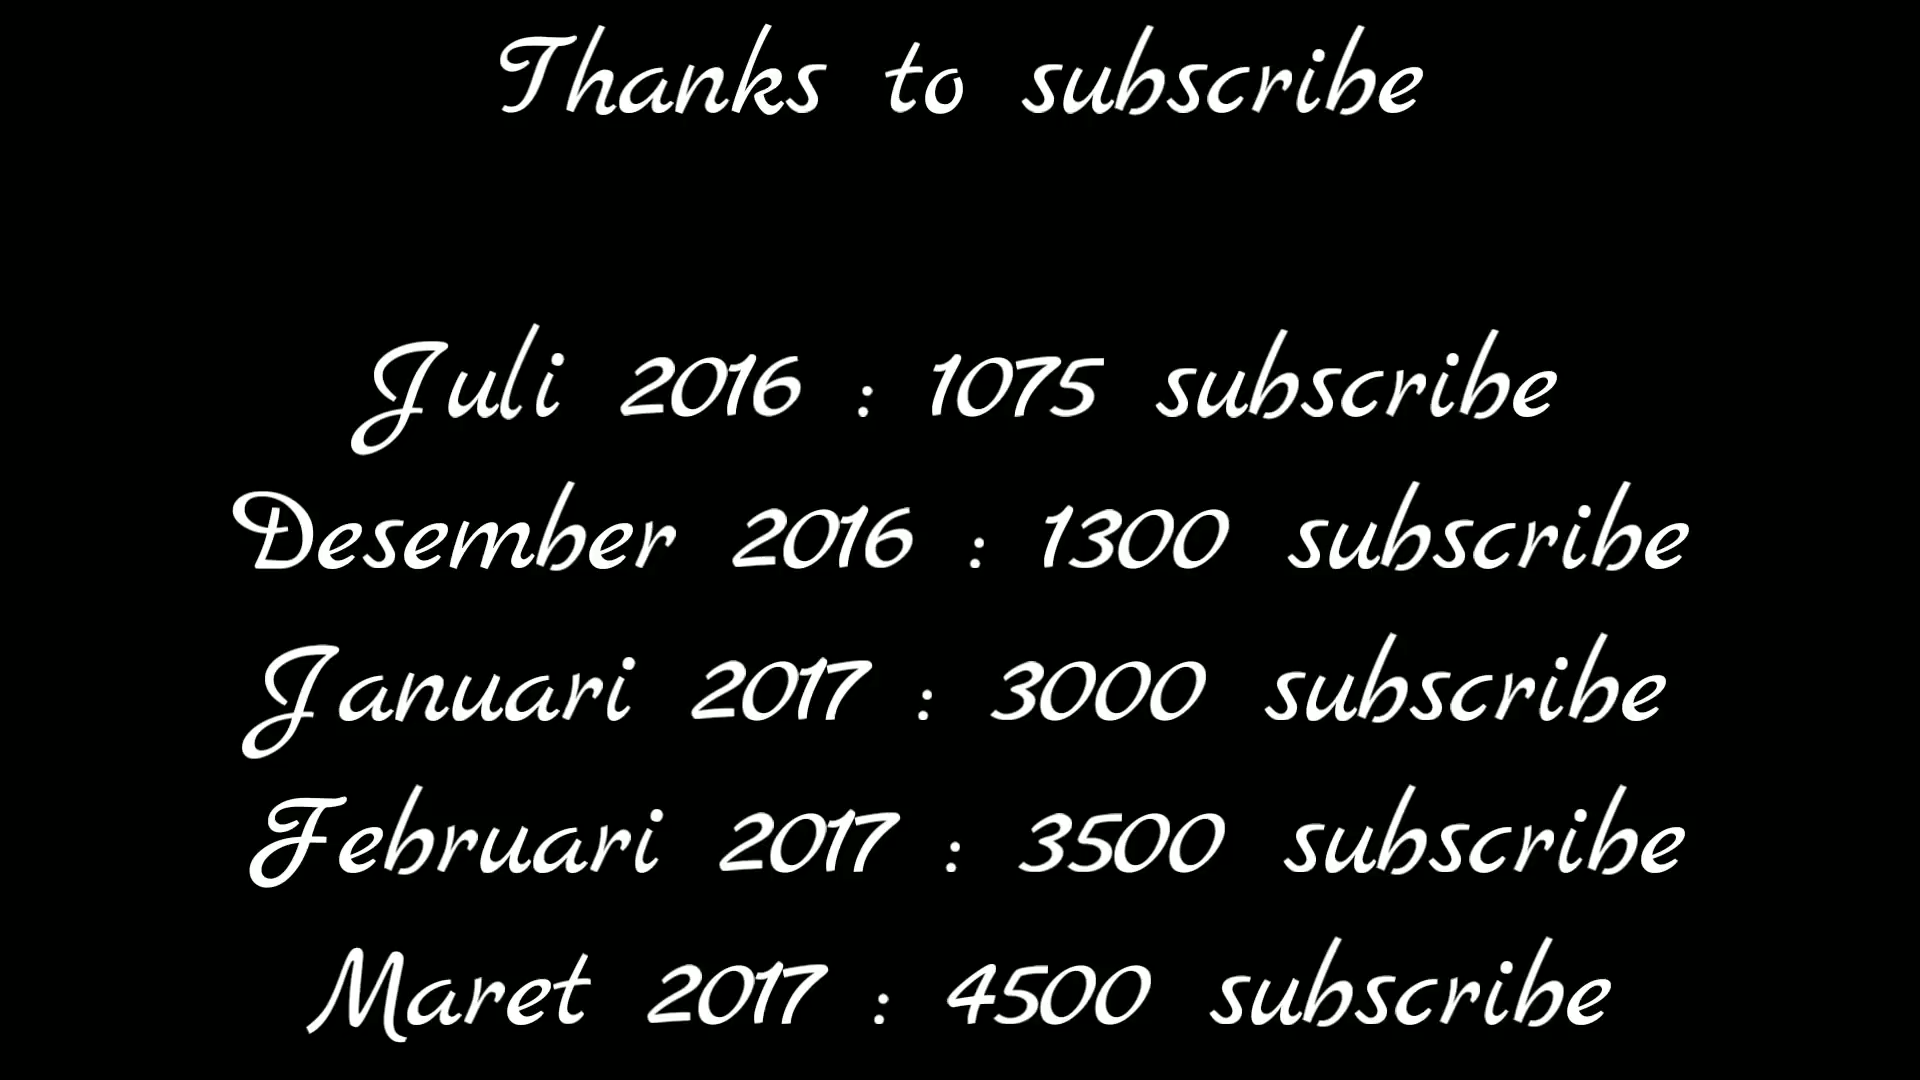 Thanks to subscribe
Juli 2016 : 1075 subscribe
Desember 2016 : 1300 subscribe
Januari 2017 : 3000 subscribe
Februari 2017 : 3500 subscribe
Maret 2017 : 4500 subscribe